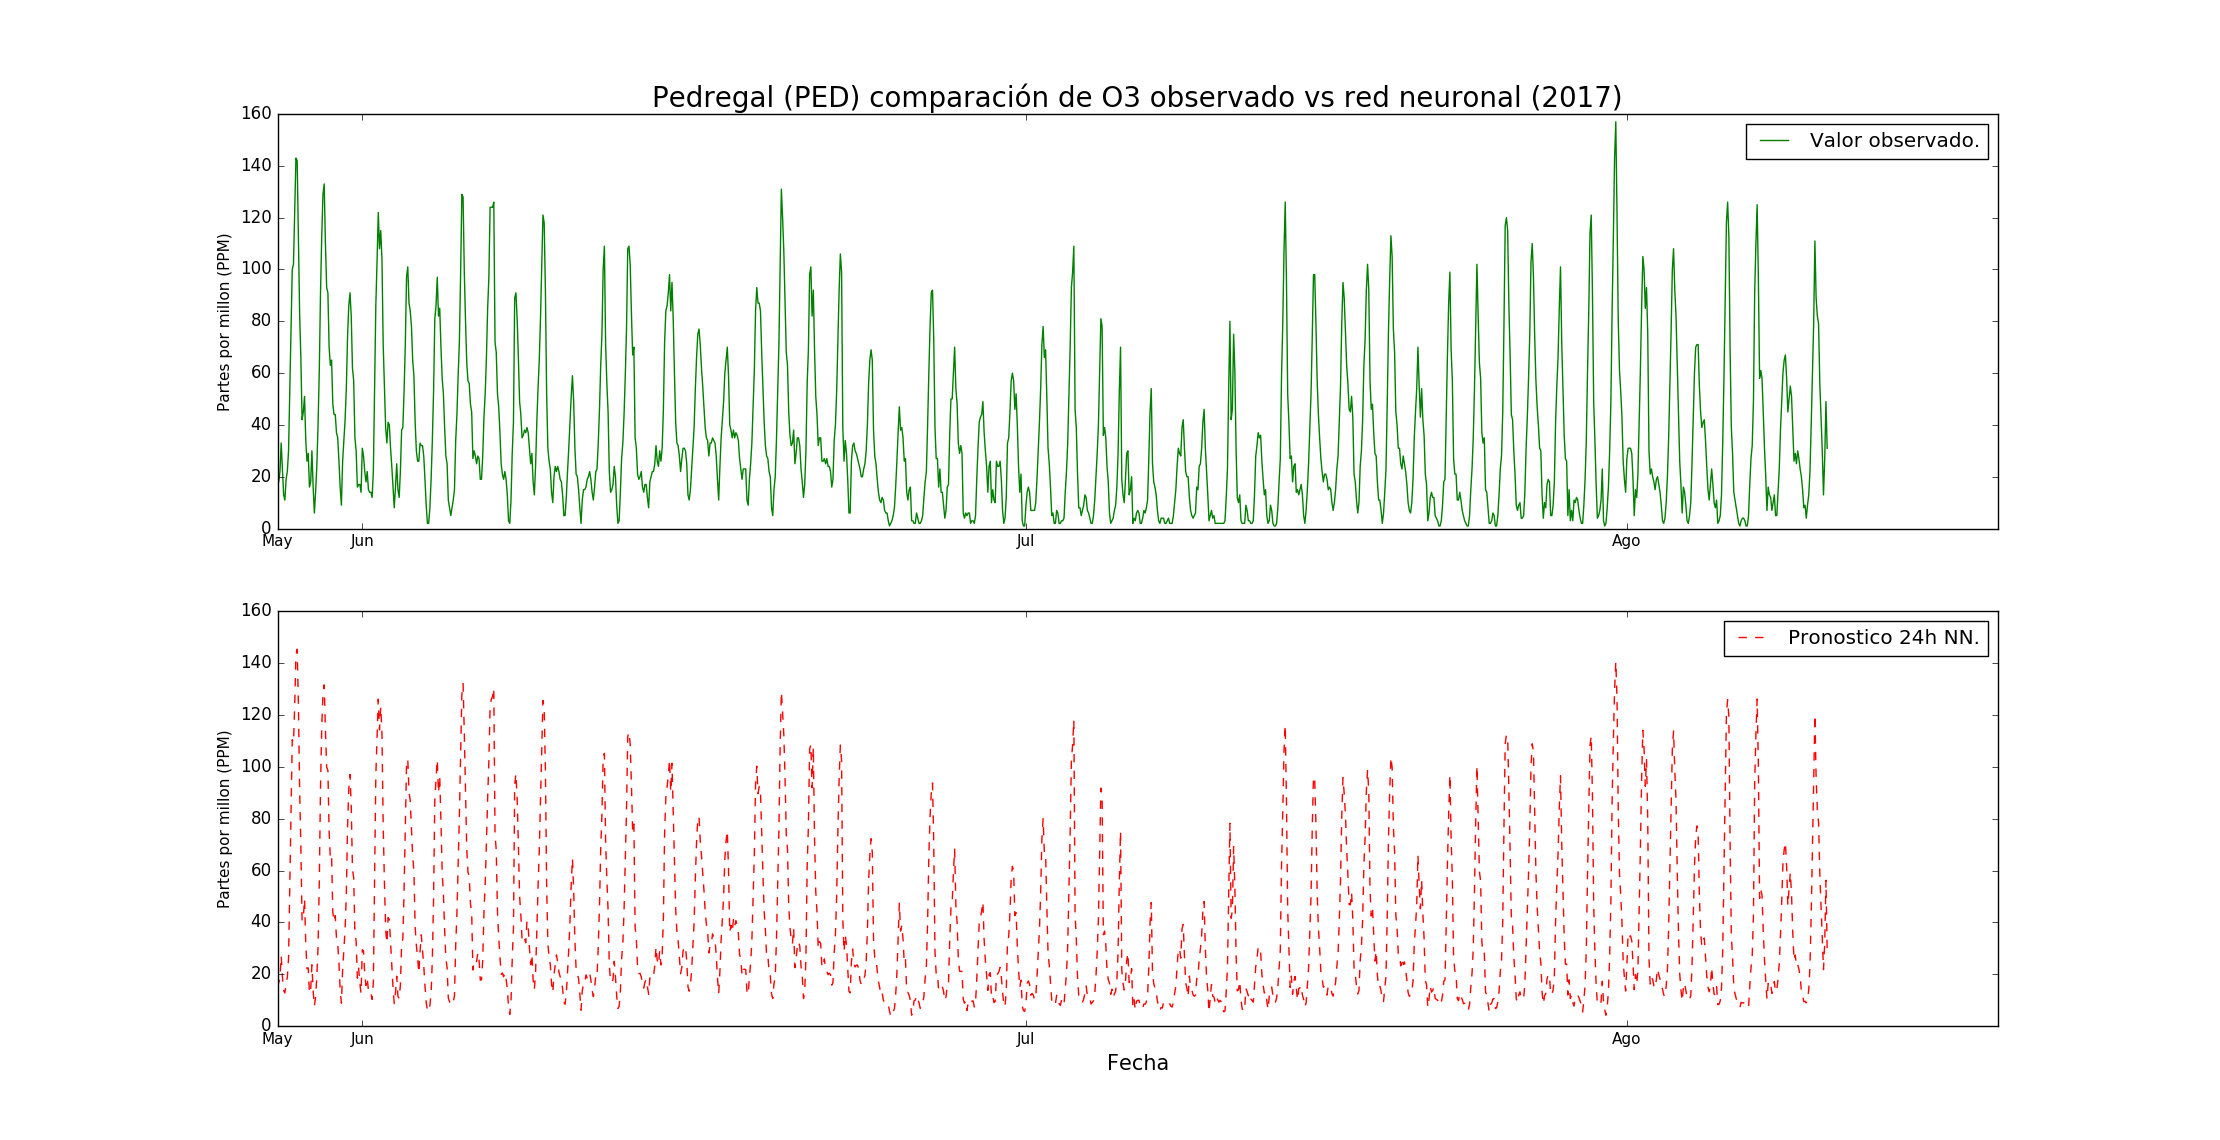 Pedregal (PED) comparación de O3 observado vs red neuronal (2017)
160
140
120
100
80
60
40
20
0
Partes por millon (PPM)
Valor observado.
May Jun Jul Ago
160
140
120
100
80
60
40
20
0
Partes por millon (PPM)
Pronostico 24h NN.
May Jun Jul Ago
Fecha